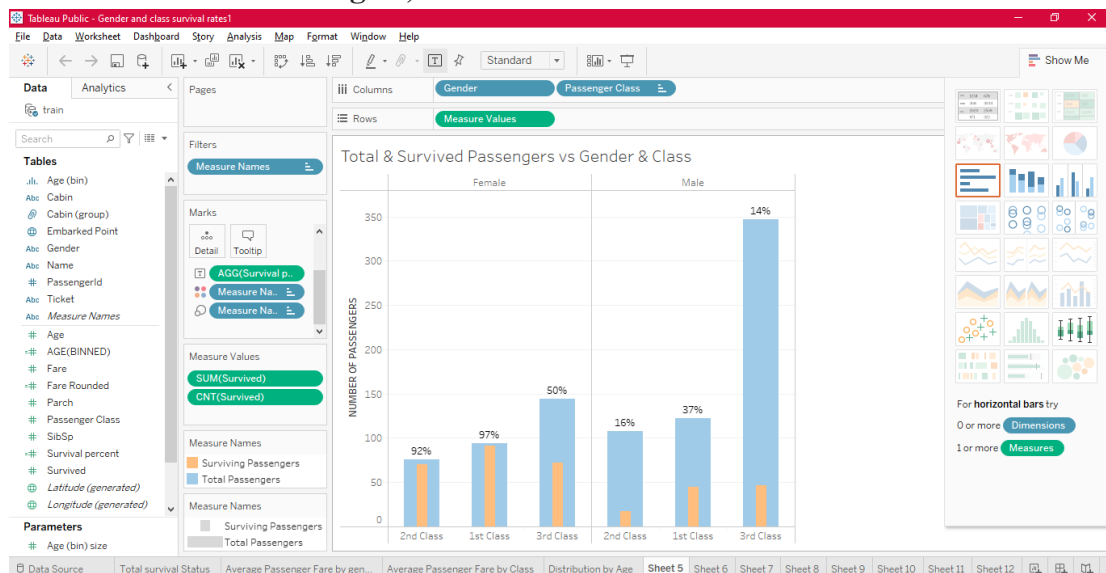 Tableau Public - Gender and class survival rates1
File Data Worksheet Dashboard Story Analysis Map Format Window Help
Standard
Show Me
Data Analytics
train
Search
Tables
Age (bin)
Abc Cabin
Cabin (group)
Embarked Point
Abc Gender
Abc Name
# PassengerId
Abc Ticket
Abc Measure Names
# Age
=# AGE(BINNED)
# Fare
=# Fare Rounded
# Parch
# Passenger Class
# SibSp
=# Survival percent
# Survived
Latitude (generated)
Longitude (generated)
Parameters
# Age (bin) size
Pages
Filters
Measure Names
Marks
Detail Tooltip
T AGG(Survival p..
Measure Na..
Measure Na..
Measure Values
SUM(Survived)
CNT(Survived)
Measure Names
Surviving Passengers
Total Passengers
Measure Names
Surviving Passengers
Total Passengers
Columns Gender Passenger Class
Rows Measure Values
Total & Survived Passengers vs Gender & Class
Female Male
NUMBER OF PASSENGERS
350
300
250
200
150
100
50
0
92%
97%
50%
16%
37%
14%
2nd Class 1st Class 3rd Class 2nd Class 1st Class 3rd Class
For horizontal bars try
0 or more Dimensions
1 or more Measures
Data Source Total survival Status Average Passenger Fare by gen... Average Passenger Fare by Class Distribution by Age Sheet 5 Sheet 6 Sheet 7 Sheet 8 Sheet 9 Sheet 10 Sheet 11 Sheet 12